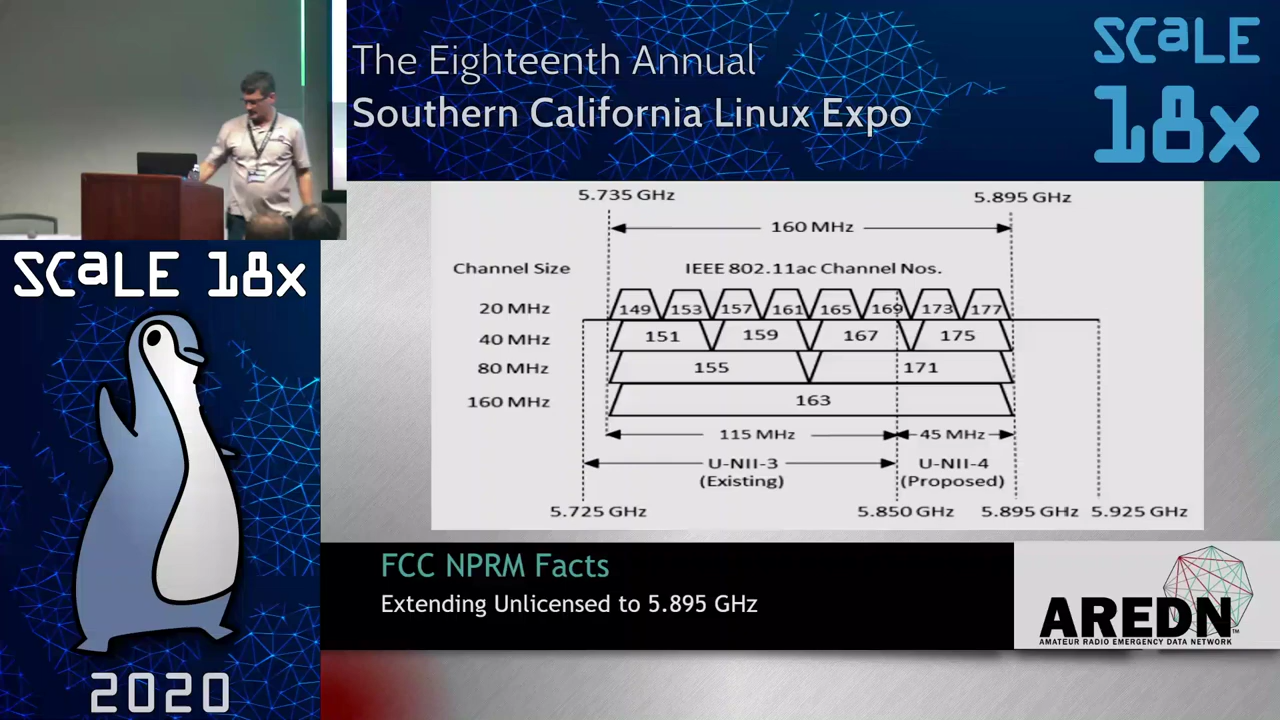 The Eighteenth Annual
Southern California Linux Expo
SCaLE
18x
SCaLE 18x
2020
5.735 GHz
5.895 GHz
160 MHz
Channel Size
IEEE 802.11ac Channel Nos.
20 MHz
149 153 157 161 165 169 173 177
40 MHz
151 159 167 175
80 MHz
155 171
160 MHz
163
115 MHz
45 MHz
U-NII-3
(Existing)
U-NII-4
(Proposed)
5.725 GHz
5.850 GHz
5.895 GHz
5.925 GHz
FCC NPRM Facts
Extending Unlicensed to 5.895 GHz
AREDN™
AMATEUR RADIO EMERGENCY DATA NETWORK